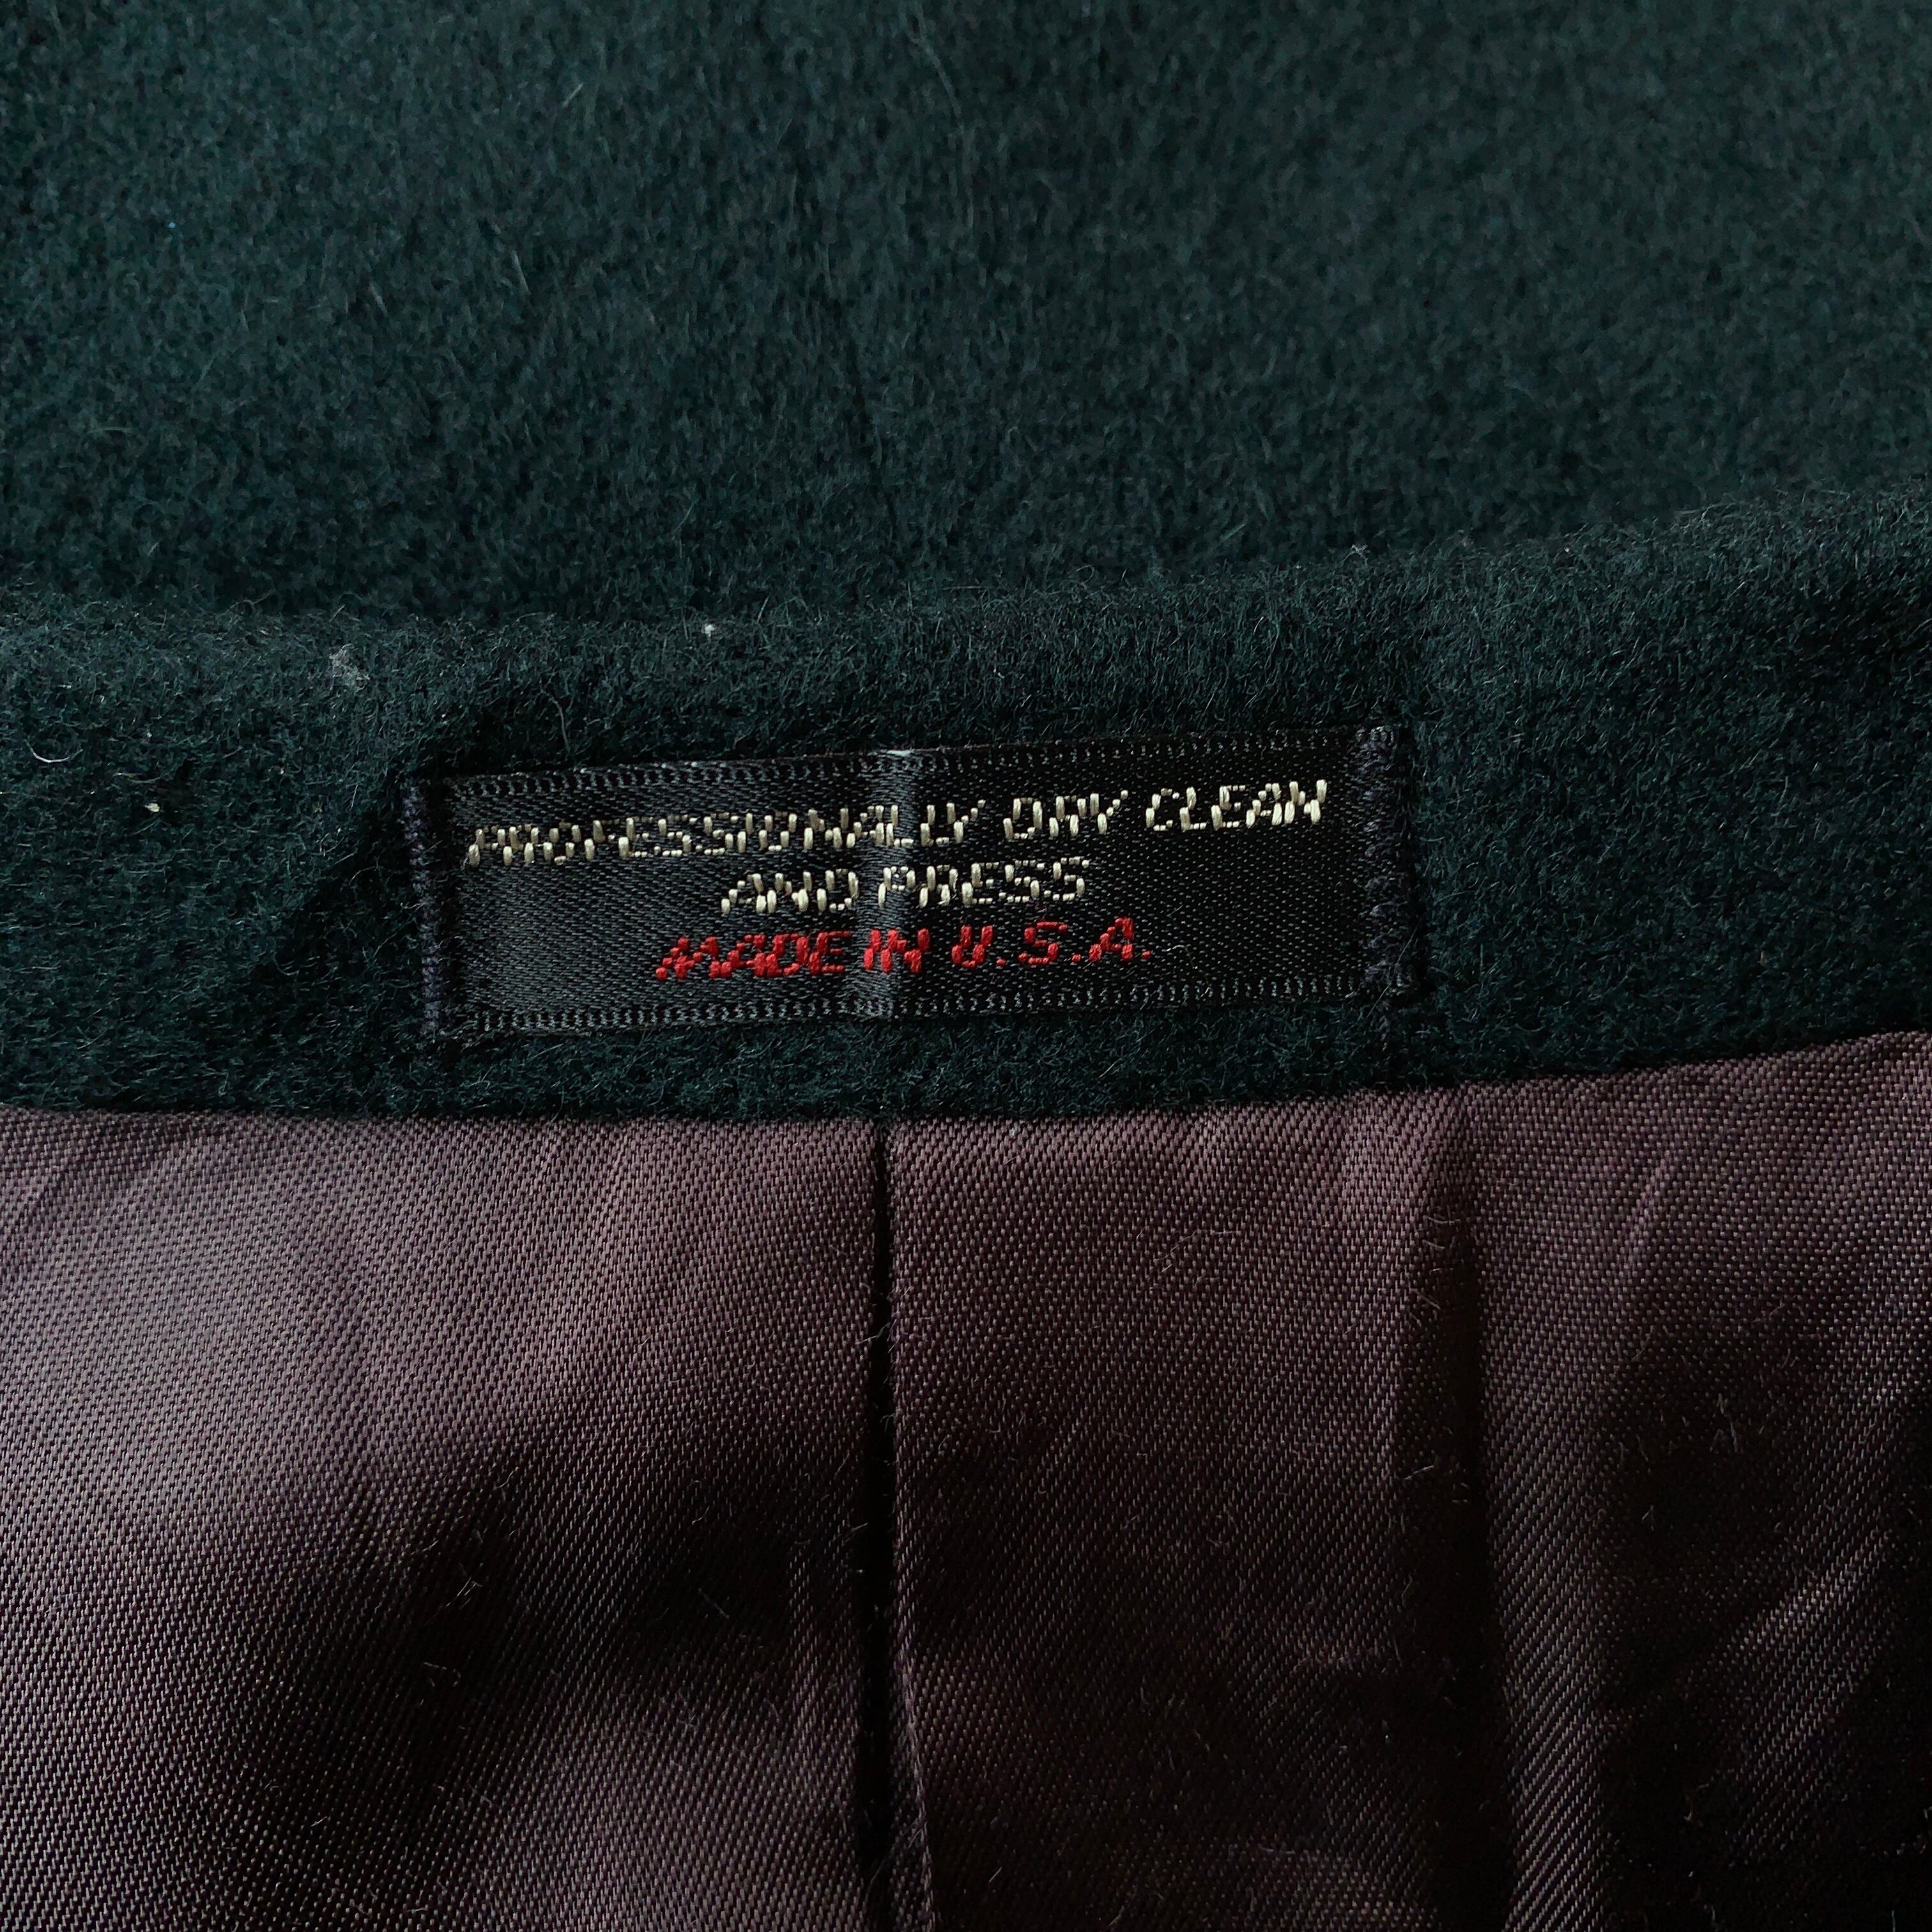 PROFESSIONALLY DRY CLEAN
AND PRESS
MADE IN U.S.A.